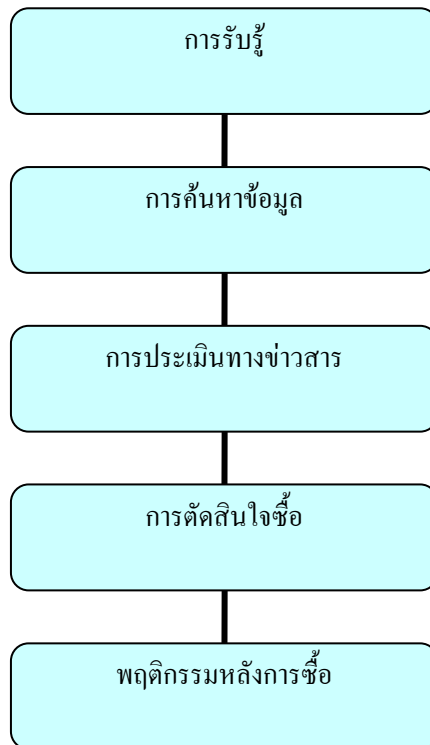 การรับรู้
การค้นหาข้อมูล
การประเมินทางข่าวสาร
การตัดสินใจซื้อ
พฤติกรรมหลังการซื้อ